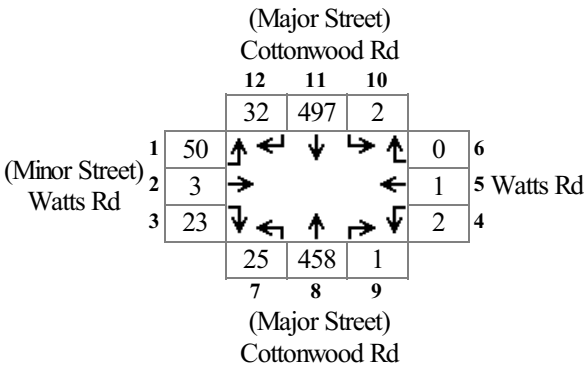 (Major Street)
Cottonwood Rd
12 11 10
32 497 2
1 50 0 6
(Minor Street)
Watts Rd
2 3 1 5 Watts Rd
3 23 2 4
25 458 1
7 8 9
(Major Street)
Cottonwood Rd